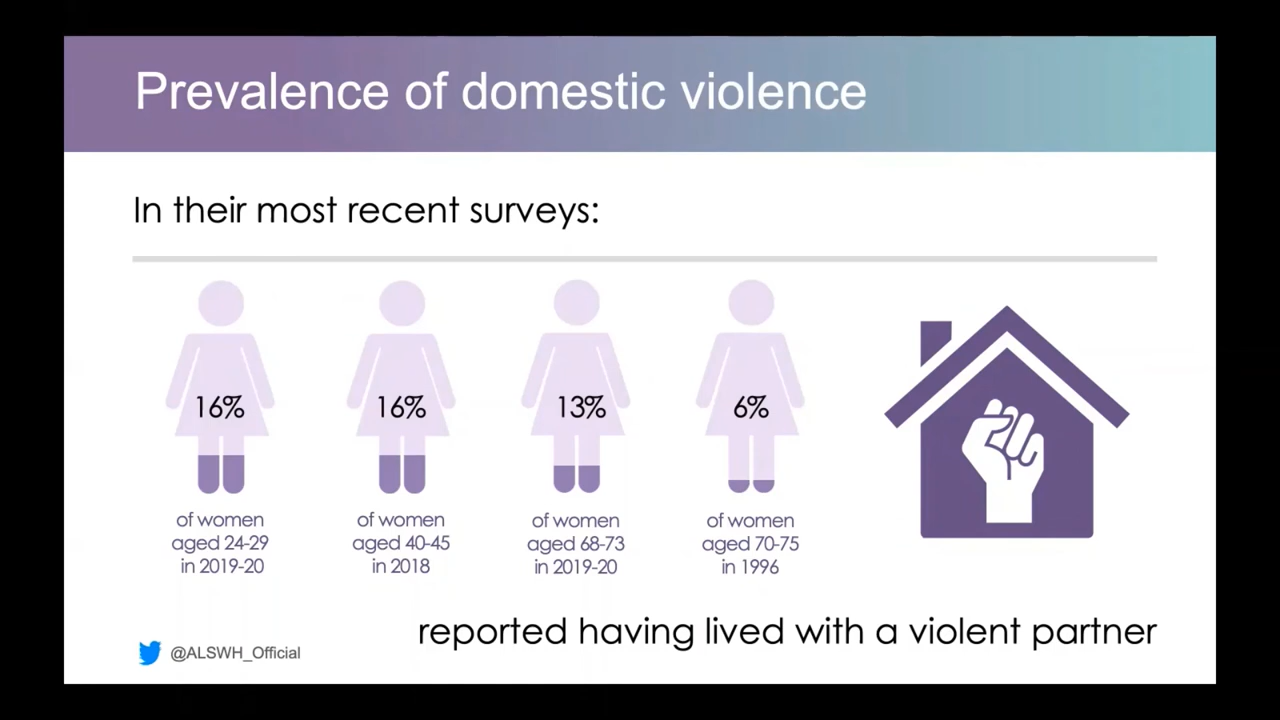 Prevalence of domestic violence
In their most recent surveys:
16%
of women
aged 24-29
in 2019-20
16%
of women
aged 40-45
in 2018
13%
of women
aged 68-73
in 2019-20
6%
of women
aged 70-75
in 1996
reported having lived with a violent partner
@ALSWH_Official